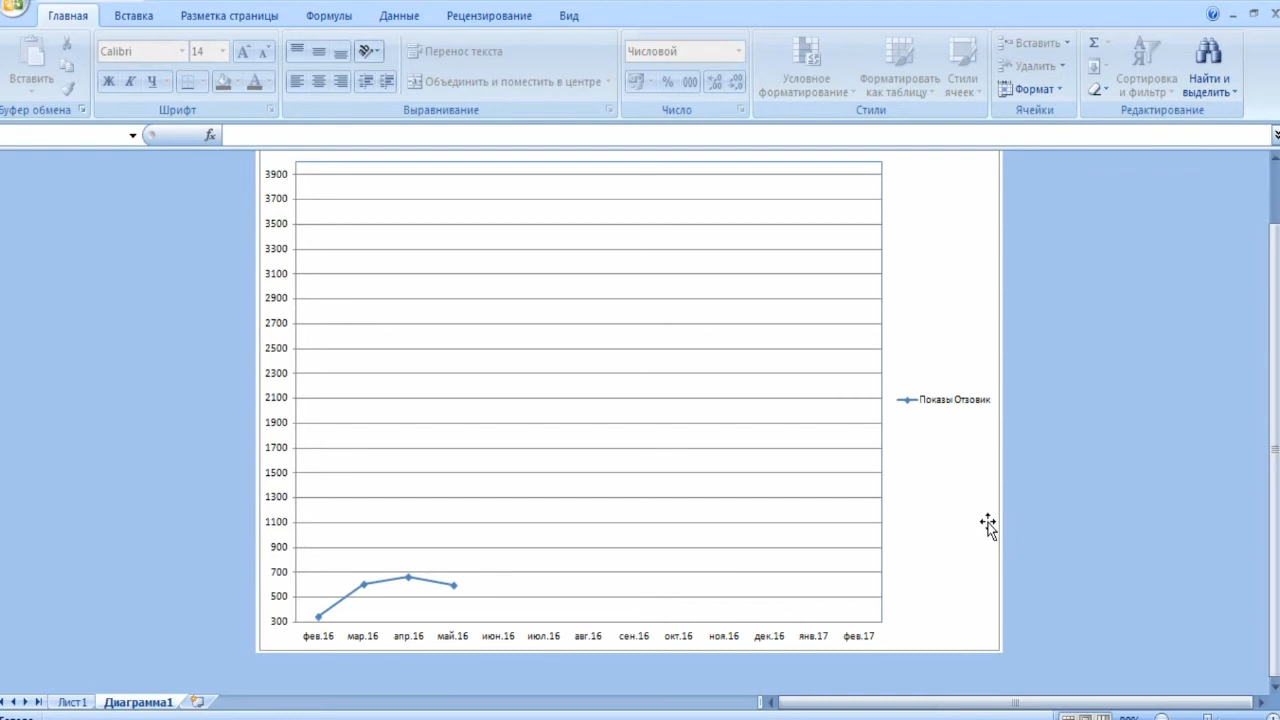 Главная Вставка Разметка страницы Формулы Данные Рецензирование Вид
Calibri 14 Перенос текста Числовой Вставить Σ
Вставить Условное Форматировать Стили Удалить Сортировка Найти и
Ж К Ч Объединить и поместить в центре % 000 форматирование как таблицу ячеек Формат и фильтр выделить
Буфер обмена Шрифт Выравнивание Число Стили Ячейки Редактирование
fx
3900
3700
3500
3300
3100
2900
2700
2500
2300
2100
Показы Отзовик
1900
1700
1500
1300
1100
900
700
500
300
фев.16 мар.16 апр.16 май.16 июн.16 июл.16 авг.16 сен.16 окт.16 ноя.16 дек.16 янв.17 фев.17
Лист1 Диаграмма1